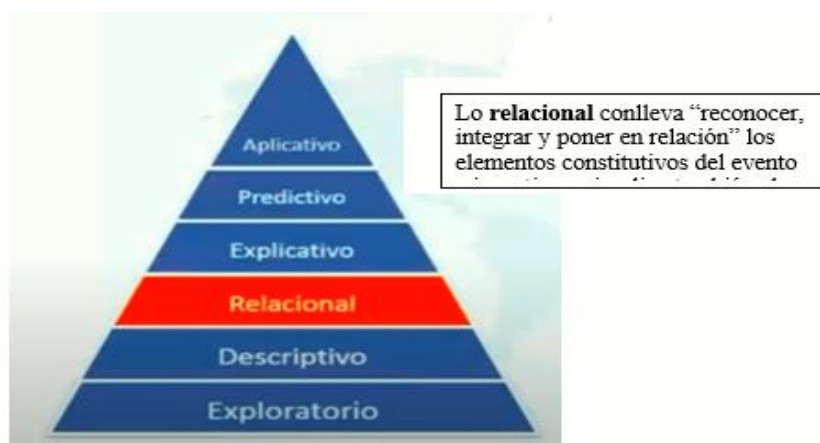 Aplicativo
Predictivo
Explicativo
Relacional
Descriptivo
Exploratorio
Lo relacional conlleva “reconocer,
integrar y poner en relación” los
elementos constitutivos del evento